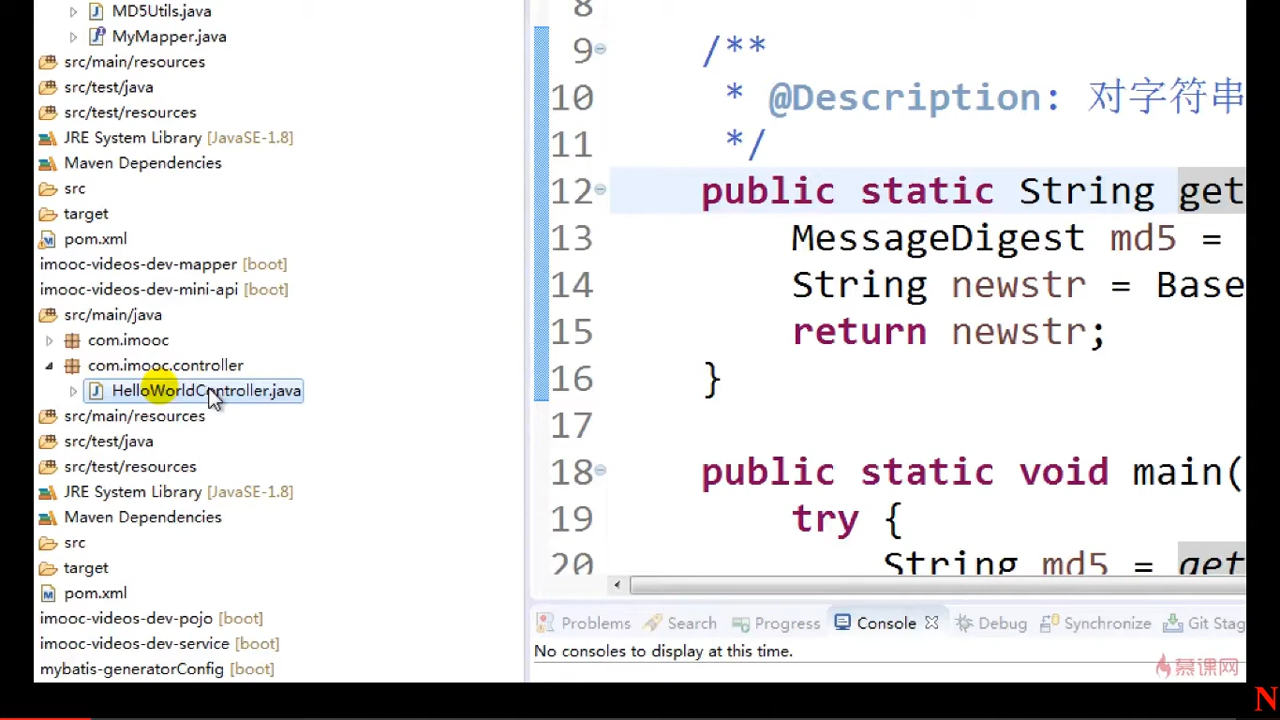 MD5Utils.java
MyMapper.java
src/main/resources
src/test/java
src/test/resources
JRE System Library [JavaSE-1.8]
Maven Dependencies
src
target
pom.xml
imooc-videos-dev-mapper [boot]
imooc-videos-dev-mini-api [boot]
src/main/java
com.imooc
com.imooc.controller
HelloWorldController.java
src/main/resources
src/test/java
src/test/resources
JRE System Library [JavaSE-1.8]
Maven Dependencies
src
target
pom.xml
imooc-videos-dev-pojo [boot]
imooc-videos-dev-service [boot]
mybatis-generatorConfig [boot]
8
9 /**
10 * @Description: 对字符串
11 */
12 public static String get
13 MessageDigest md5 =
14 String newstr = Base
15 return newstr;
16 }
17
18 public static void main(
19 try {
20 String md5 = get
Problems Search Progress Console Debug Synchronize Git Stag
No consoles to display at this time.
慕课网
N